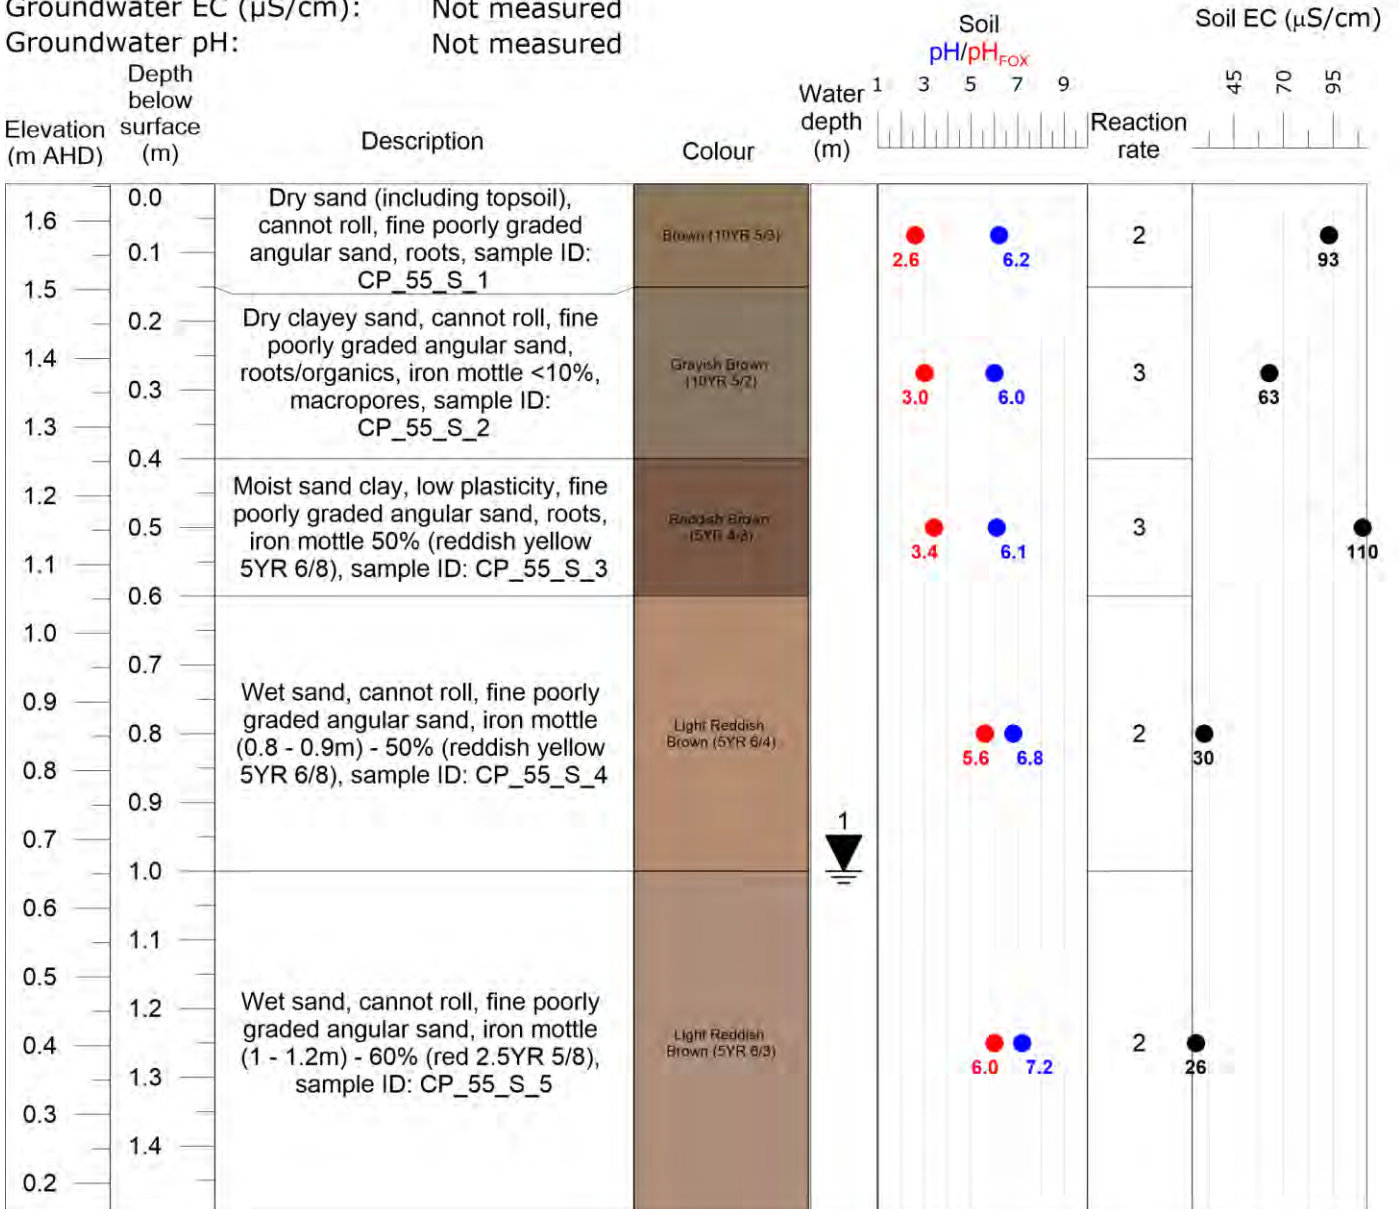 Groundwater EC (µS/cm): Not measured
Groundwater pH: Not measured
Elevation
(m AHD)
Depth
below
surface
(m)
Description
Colour
Water
depth
(m)
Soil
pH/pHFOX
1 3 5 7 9
Reaction
rate
Soil EC (µS/cm)
45 70 95
1.6
1.5
1.4
1.3
1.2
1.1
1.0
0.9
0.8
0.7
0.6
0.5
0.4
0.3
0.2
0.0
0.1
0.2
0.3
0.4
0.5
0.6
0.7
0.8
0.9
1.0
1.1
1.2
1.3
1.4
Dry sand (including topsoil),
cannot roll, fine poorly graded
angular sand, roots, sample ID:
CP_55_S_1
Brown (10YR 5/3)
2.6 6.2
2
93
Dry clayey sand, cannot roll, fine
poorly graded angular sand,
roots/organics, iron mottle <10%,
macropores, sample ID:
CP_55_S_2
Grayish Brown
(10YR 5/2)
3.0 6.0
3
63
Moist sand clay, low plasticity, fine
poorly graded angular sand, roots,
iron mottle 50% (reddish yellow
5YR 6/8), sample ID: CP_55_S_3
Reddish Brown
(5YR 4/3)
3.4 6.1
3
110
Wet sand, cannot roll, fine poorly
graded angular sand, iron mottle
(0.8 - 0.9m) - 50% (reddish yellow
5YR 6/8), sample ID: CP_55_S_4
Light Reddish
Brown (5YR 6/4)
5.6 6.8
2
30
1
Wet sand, cannot roll, fine poorly
graded angular sand, iron mottle
(1 - 1.2m) - 60% (red 2.5YR 5/8),
sample ID: CP_55_S_5
Light Reddish
Brown (5YR 6/3)
6.0 7.2
2
26